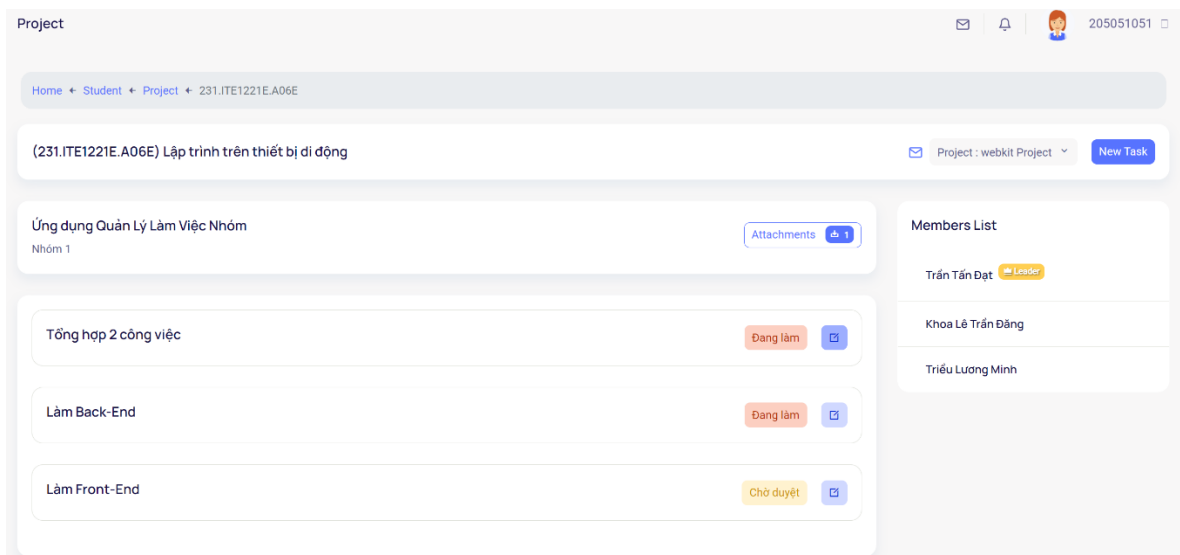 Project
205051051
Home ← Student ← Project ← 231.ITE1221E.A06E
(231.ITE1221E.A06E) Lập trình trên thiết bị di động
Project : webkit Project
New Task
Ứng dụng Quản Lý Làm Việc Nhóm
Nhóm 1
Attachments 1
Members List
Trần Tấn Đạt Leader
Khoa Lê Trần Đăng
Triều Lương Minh
Tổng hợp 2 công việc Đang làm
Làm Back-End Đang làm
Làm Front-End Chờ duyệt